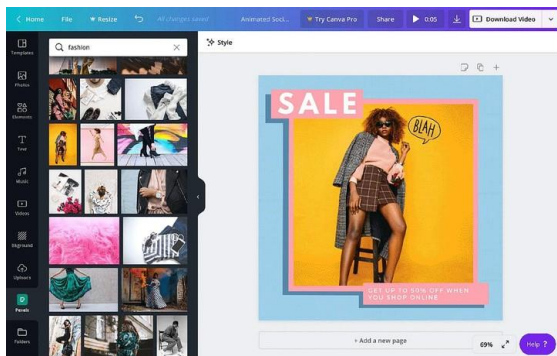 Home
File
Resize
All changes saved
Animated Soci...
Try Canva Pro
Share
0:05
Download Video
Templates
Photos
Elements
Text
Music
Videos
Bkground
Uploads
Pexels
Folders
fashion
Style
SALE
BLAH
GET UP TO 50% OFF WHEN
YOU SHOP ONLINE
+ Add a new page
69%
Help ?